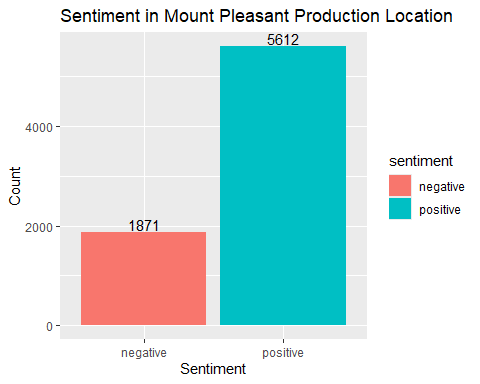 Sentiment in Mount Pleasant Production Location
5612
1871
4000
2000
0
Count
negative
positive
Sentiment
sentiment
negative
positive